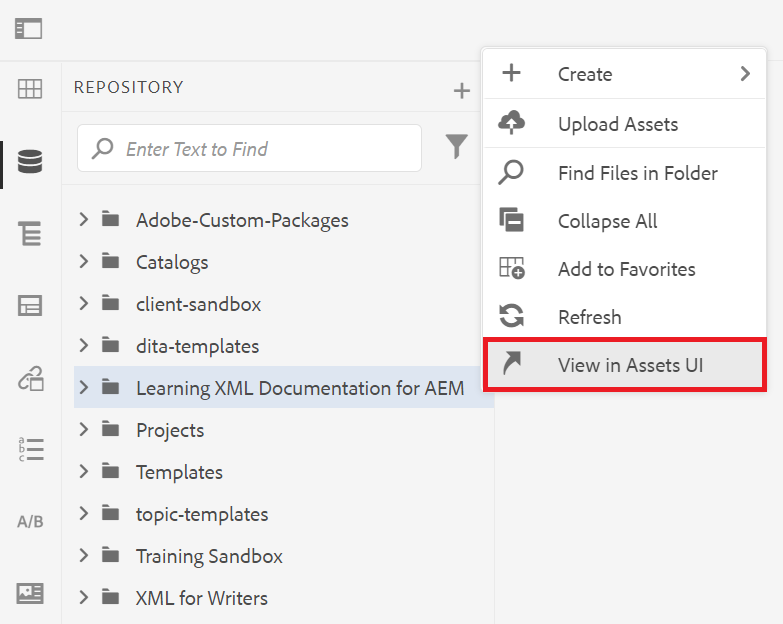 REPOSITORY
Enter Text to Find
Adobe-Custom-Packages
Catalogs
client-sandbox
dita-templates
Learning XML Documentation for AEM
Projects
Templates
topic-templates
Training Sandbox
XML for Writers
a
b
c
A/B
Create
Upload Assets
Find Files in Folder
Collapse All
Add to Favorites
Refresh
View in Assets UI